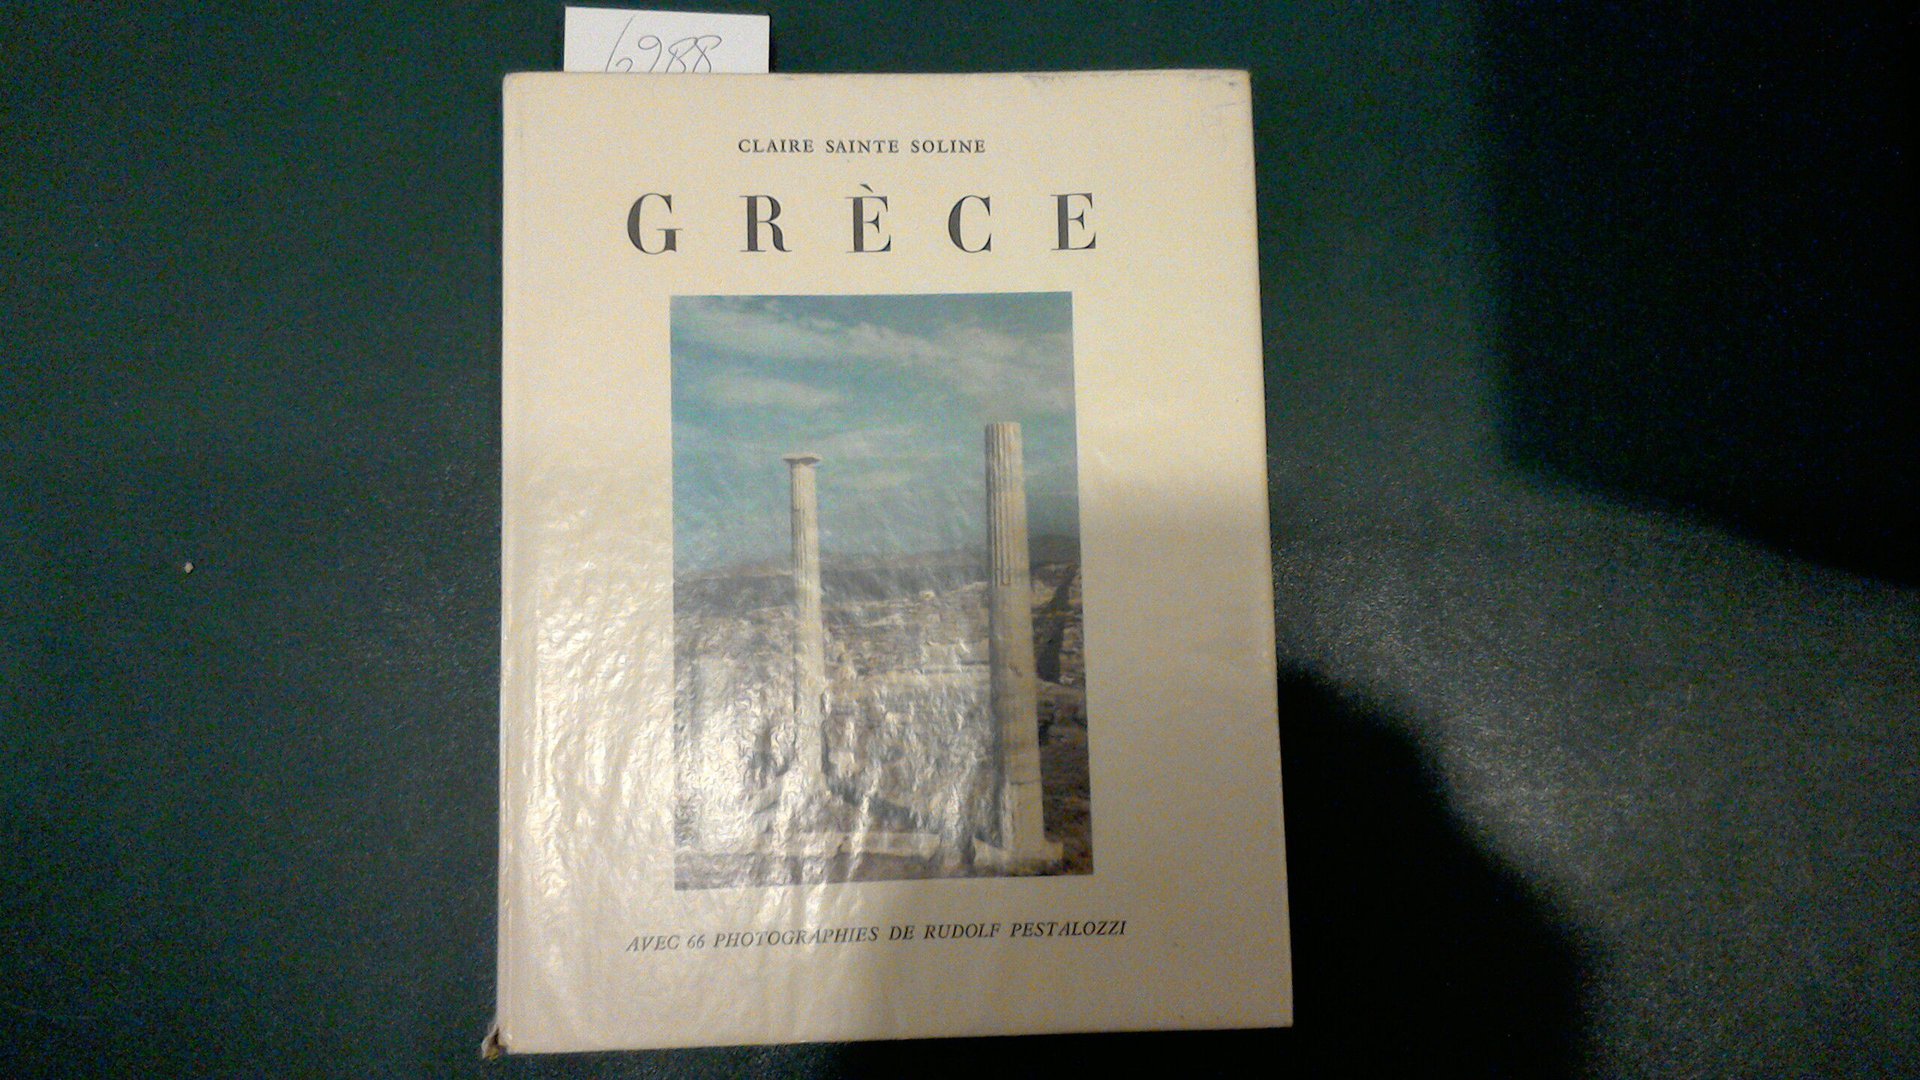 6988
CLAIRE SAINTE SOLINE
GRÈCE
AVEC 66 PHOTOGRAPHIES DE RUDOLF PESTALOZZI